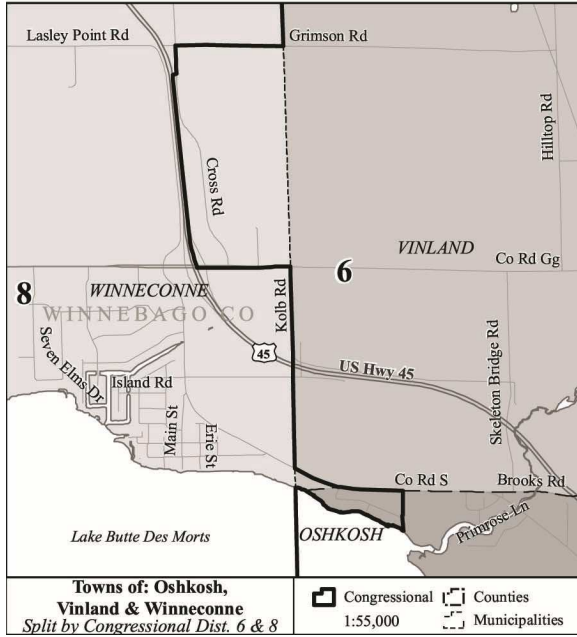 Lasley Point Rd
Grimson Rd
Hilltop Rd
Cross Rd
VINLAND
Co Rd Gg
6
8
WINNECONNE
WINNEBAGO CO
Kolb Rd
45
US Hwy 45
Seven Elms Dr
Island Rd
Main St
Erie St
Skeleton Bridge Rd
Co Rd S
Brooks Rd
Primrose Ln
Lake Butte Des Morts
OSHKOSH
Towns of: Oshkosh,
Vinland & Winneconne
Split by Congressional Dist. 6 & 8
Congressional
Counties
1:55,000
Municipalities